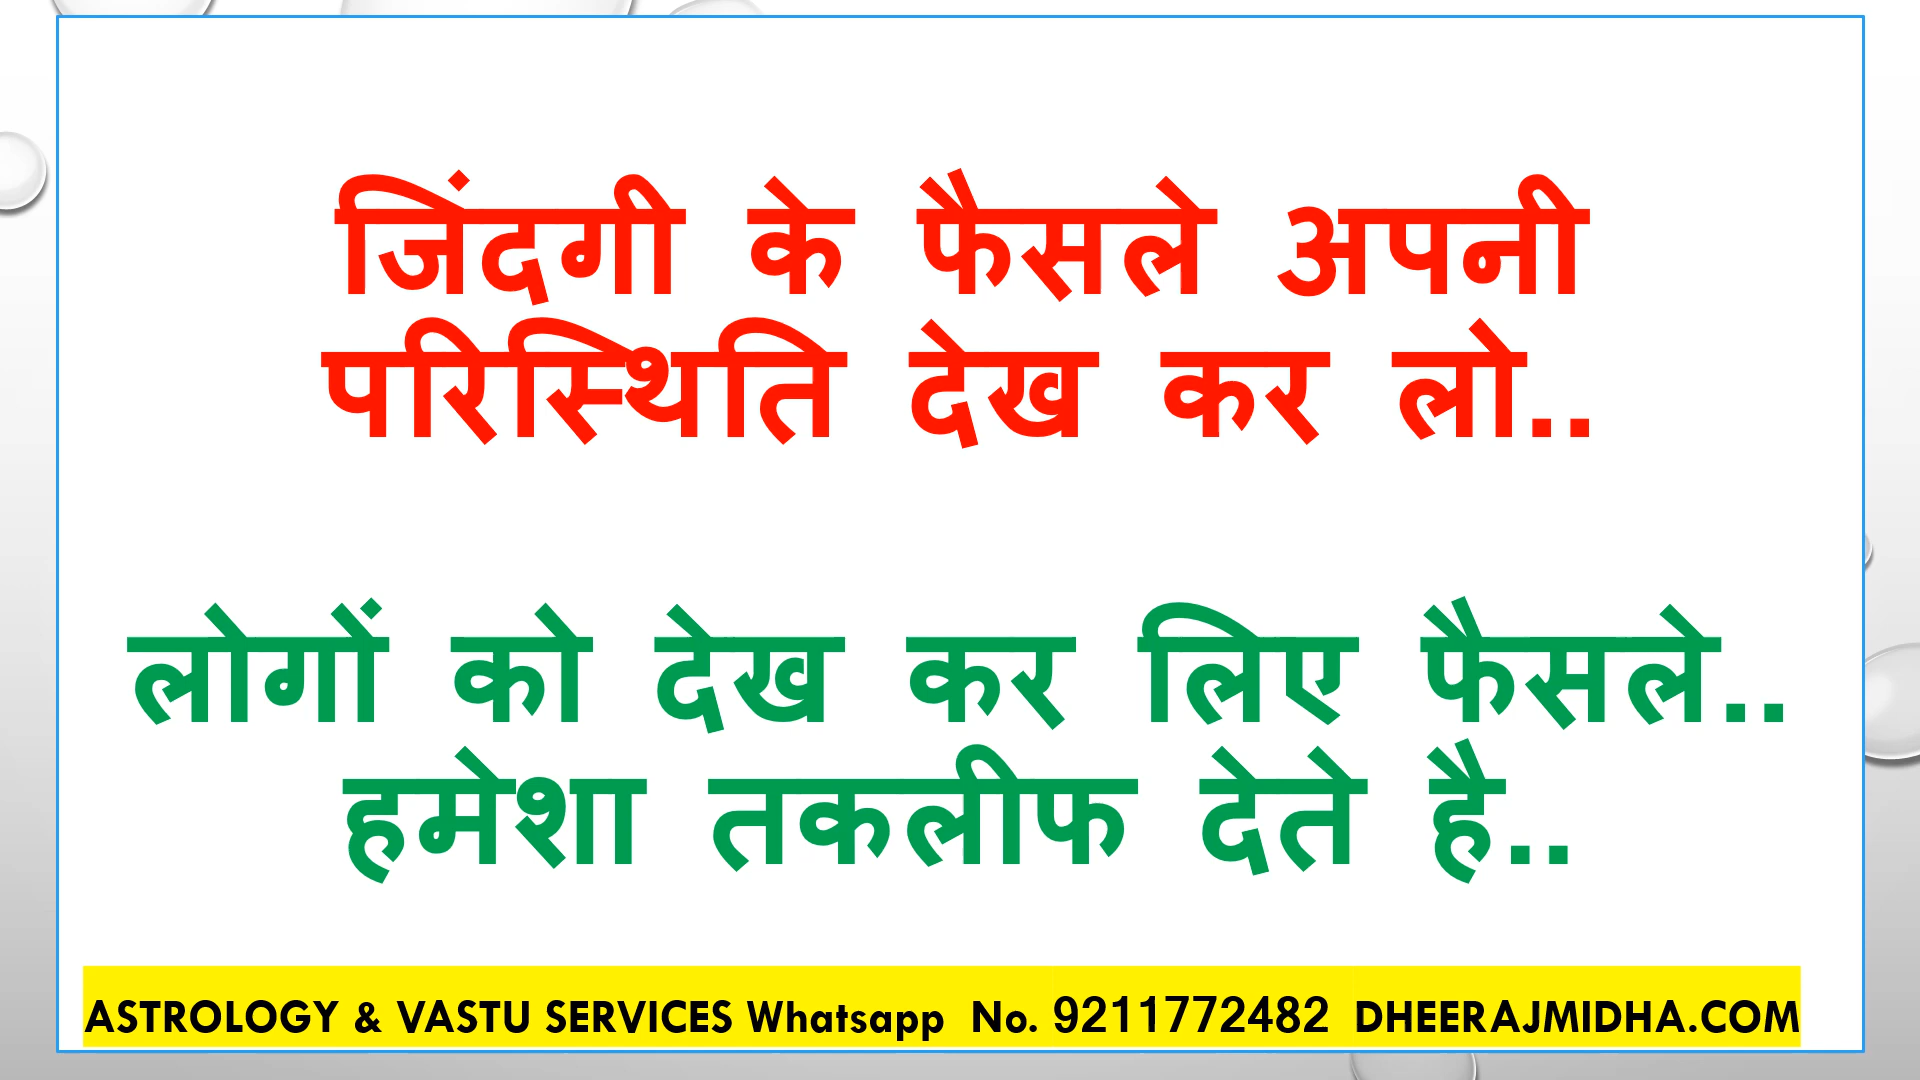 जिंदगी के फैसले अपनी
परिस्थिति देख कर लो..
लोगों को देख कर लिए फैसले..
हमेशा तकलीफ देते है..
ASTROLOGY & VASTU SERVICES Whatsapp No. 9211772482 DHEERAJMIDHA.COM